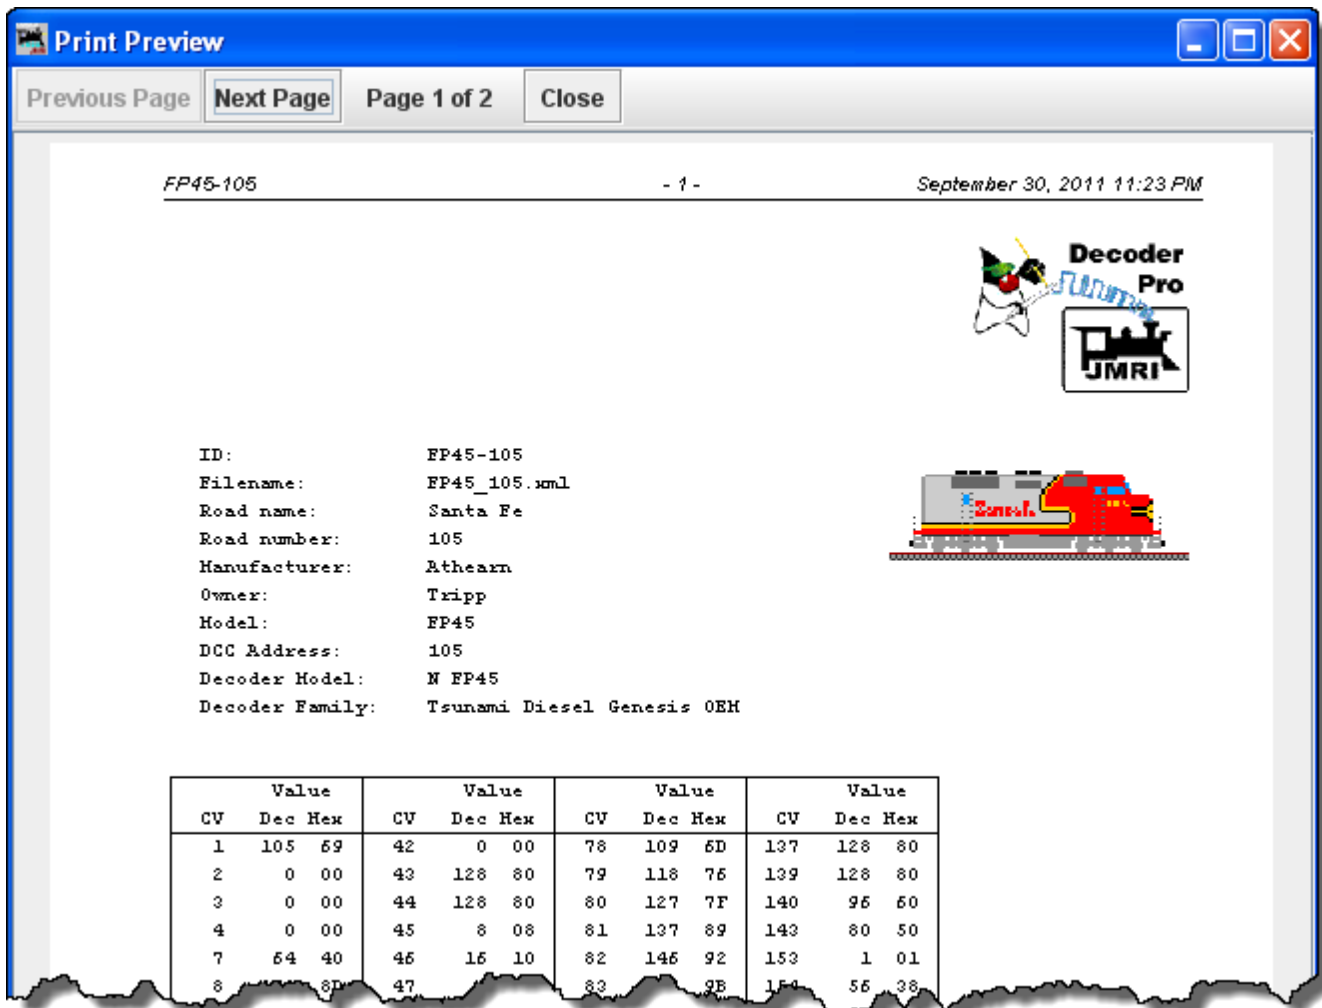 Print Preview
Previous Page Next Page Page 1 of 2 Close
FP45-105 - 1 - September 30, 2011 11:23 PM
Decoder
Pro
JMRI
ID: FP45-105
Filename: FP45_105.xml
Road name: Santa Fe
Road number: 105
Manufacturer: Athearn
Owner: Tripp
Model: FP45
DCC Address: 105
Decoder Model: N FP45
Decoder Family: Tsunami Diesel Genesis OEM
Value Value Value Value
CV Dec Hex CV Dec Hex CV Dec Hex CV Dec Hex
1 105 69 42 0 00 78 109 6D 137 128 80
2 0 00 43 128 80 79 118 76 139 128 80
3 0 00 44 128 80 80 127 7F 140 96 60
4 0 00 45 8 08 81 137 89 143 80 50
7 64 40 46 16 10 82 146 92 153 1 01
8 8D 47 83 9B 154 56 38